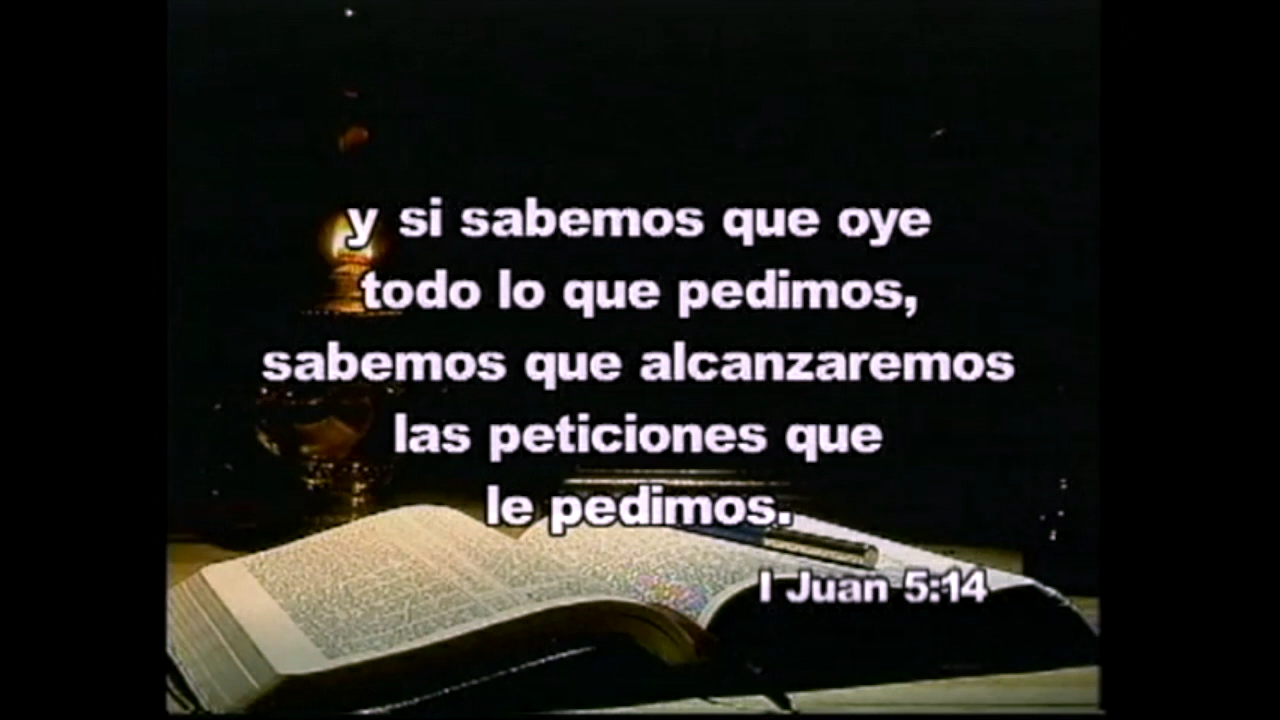 y si sabemos que oye
todo lo que pedimos,
sabemos que alcanzaremos
las peticiones que
le pedimos.
I Juan 5:14